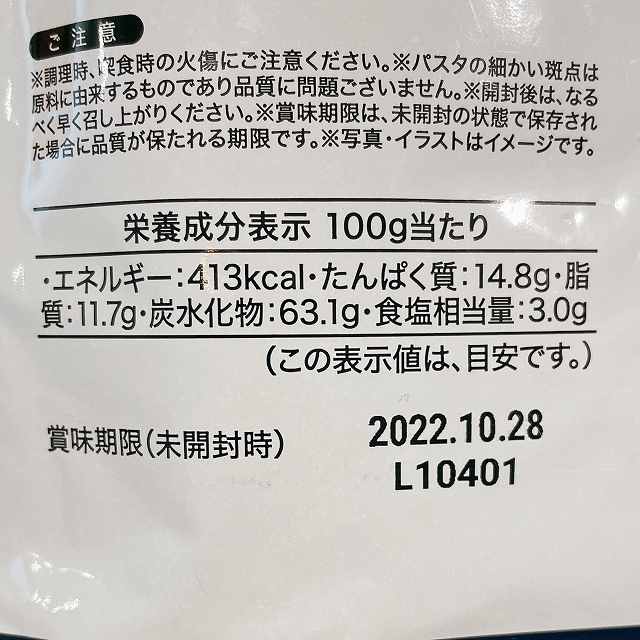 ご注意
※調理時、喫食時の火傷にご注意ください。※パスタの細かい斑点は
原料に由来するものであり品質に問題ございません。※開封後は、なる
べく早く召し上がりください。※賞味期限は、未開封の状態で保存され
た場合に品質が保たれる期限です。※写真・イラストはイメージです。
栄養成分表示 100g当たり
・エネルギー:413kcal・たんぱく質:14.8g・脂
質:11.7g・炭水化物:63.1g・食塩相当量:3.0g
(この表示値は、目安です。)
賞味期限(未開封時) 2022.10.28
L10401